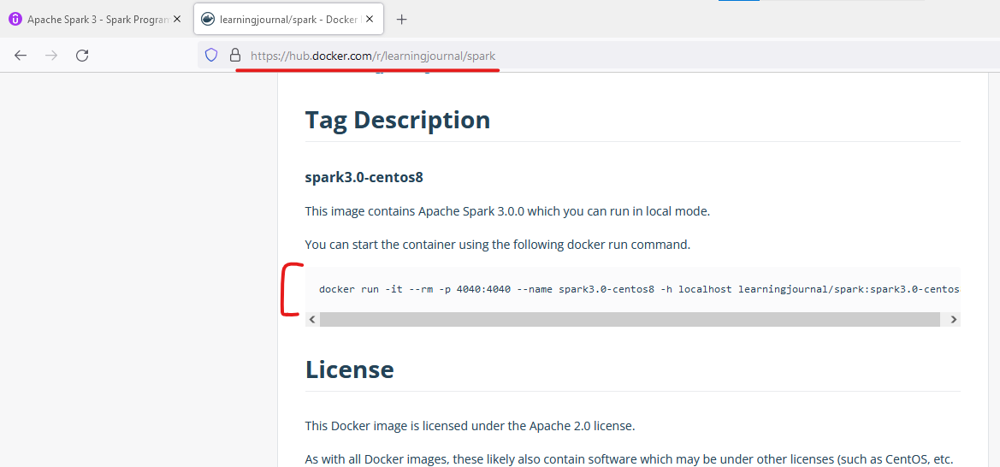 Apache Spark 3 - Spark Program
learningjournal/spark - Docker
https://hub.docker.com/r/learningjournal/spark
Tag Description
spark3.0-centos8
This image contains Apache Spark 3.0.0 which you can run in local mode.
You can start the container using the following docker run command.
docker run -it --rm -p 4040:4040 --name spark3.0-centos8 -h localhost learningjournal/spark:spark3.0-centos
License
This Docker image is licensed under the Apache 2.0 license.
As with all Docker images, these likely also contain software which may be under other licenses (such as CentOS, etc.